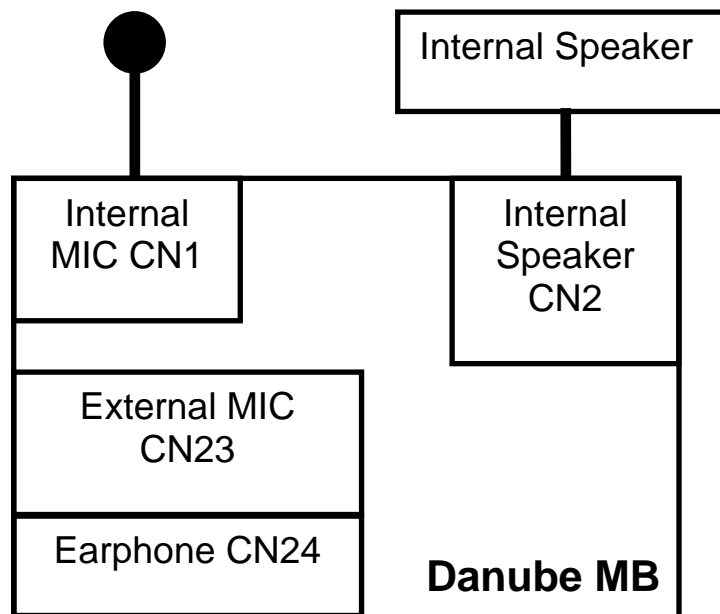 Internal Speaker
Internal
MIC CN1
Internal
Speaker
CN2
External MIC
CN23
Earphone CN24
Danube MB